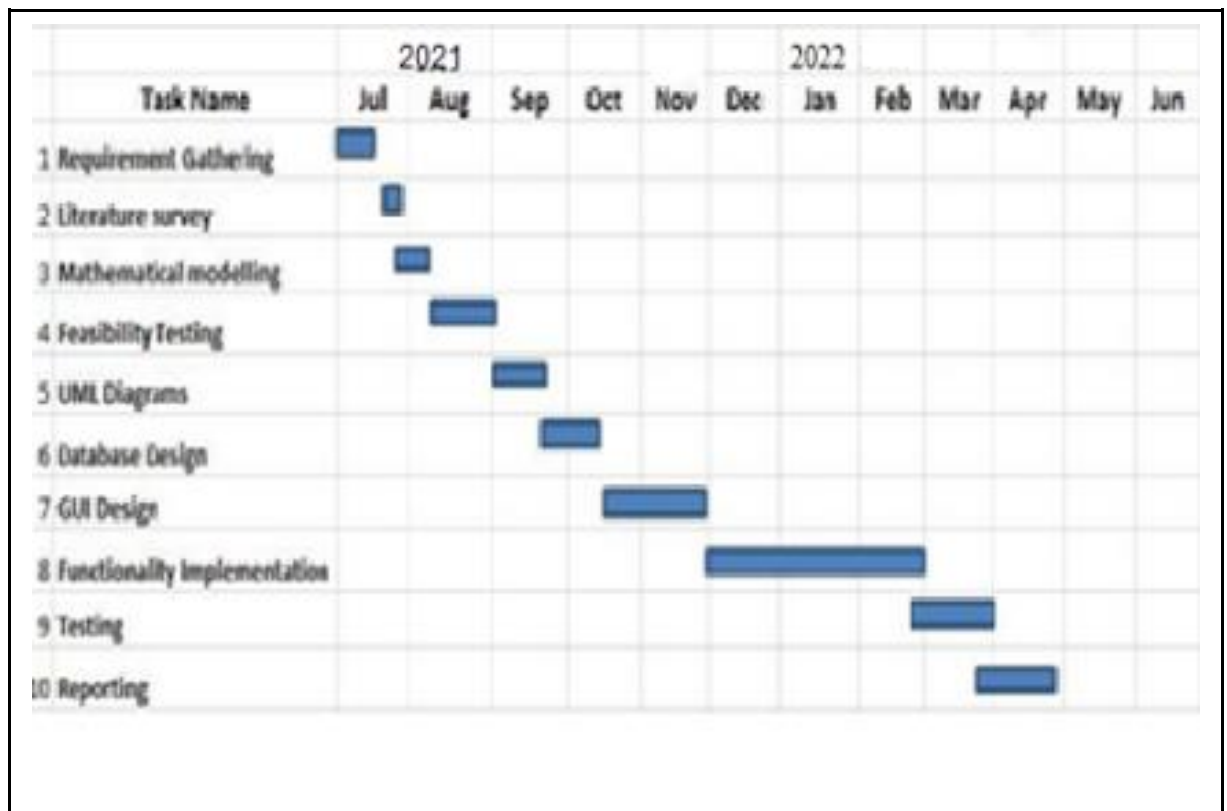 2021 2022
Task Name Jul Aug Sep Oct Nov Dec Jan Feb Mar Apr May Jun
1 Requirement Gathering
2 Literature survey
3 Mathematical modelling
4 Feasibility Testing
5 UML Diagrams
6 Database Design
7 GUI Design
8 Functionality Implementation
9 Testing
10 Reporting